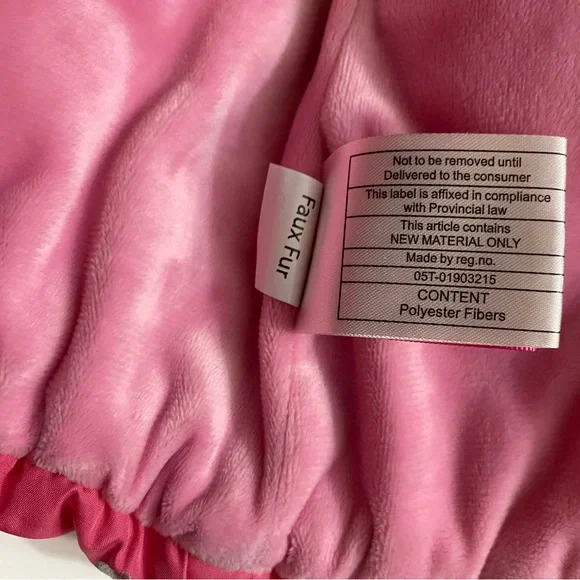 Faux Fur
Not to be removed until
Delivered to the consumer
This label is affixed in compliance
with Provincial law
This article contains
NEW MATERIAL ONLY
Made by reg.no.
05T-01903215
CONTENT
Polyester Fibers